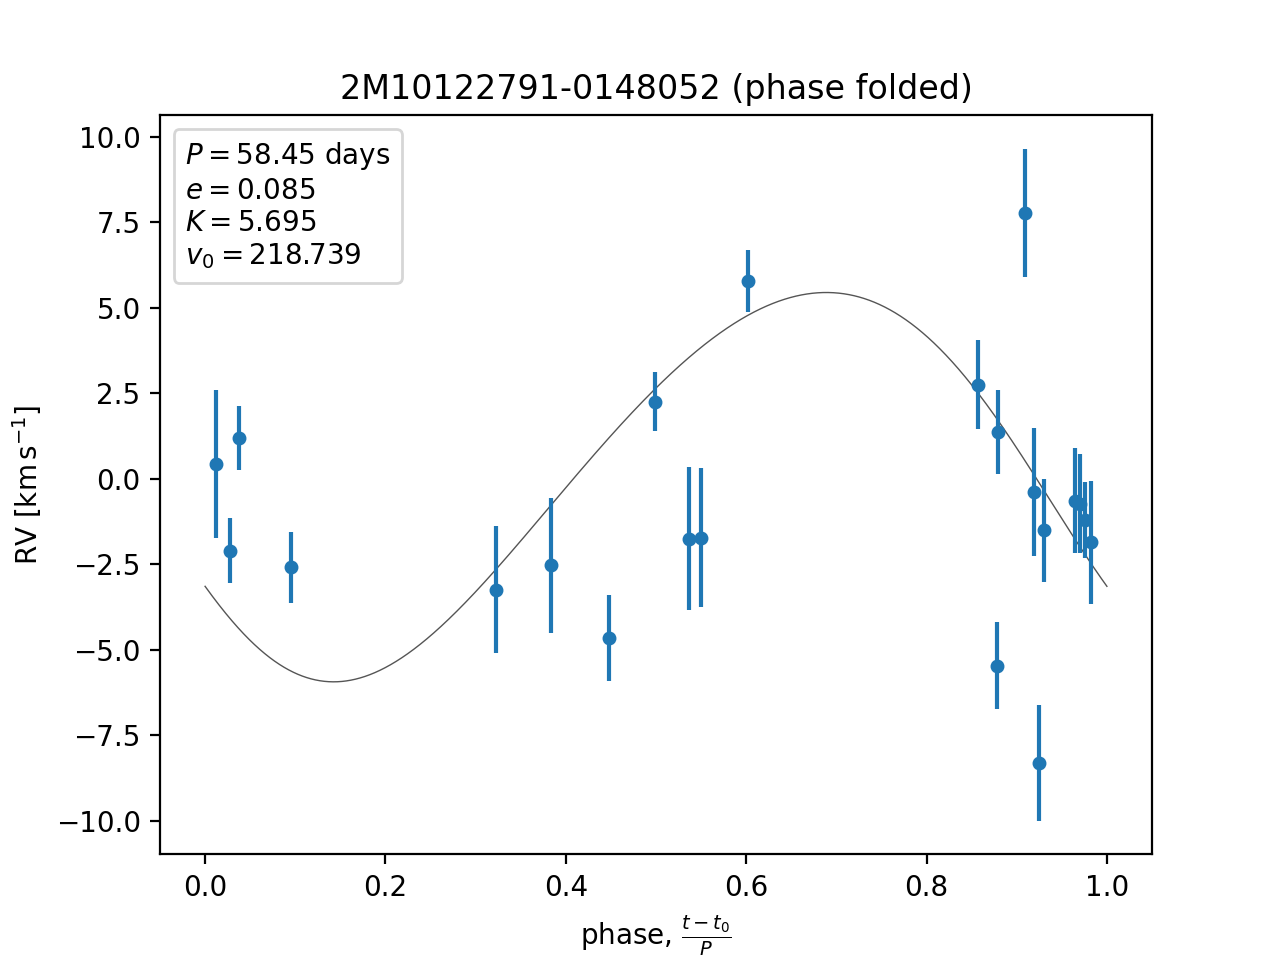 2M10122791-0148052 (phase folded)
P = 58.45 days
e = 0.085
K = 5.695
v₀ = 218.739
10.0
7.5
5.0
2.5
0.0
−2.5
−5.0
−7.5
−10.0
RV [km s⁻¹]
0.0 0.2 0.4 0.6 0.8 1.0
phase, (t − t₀)/P